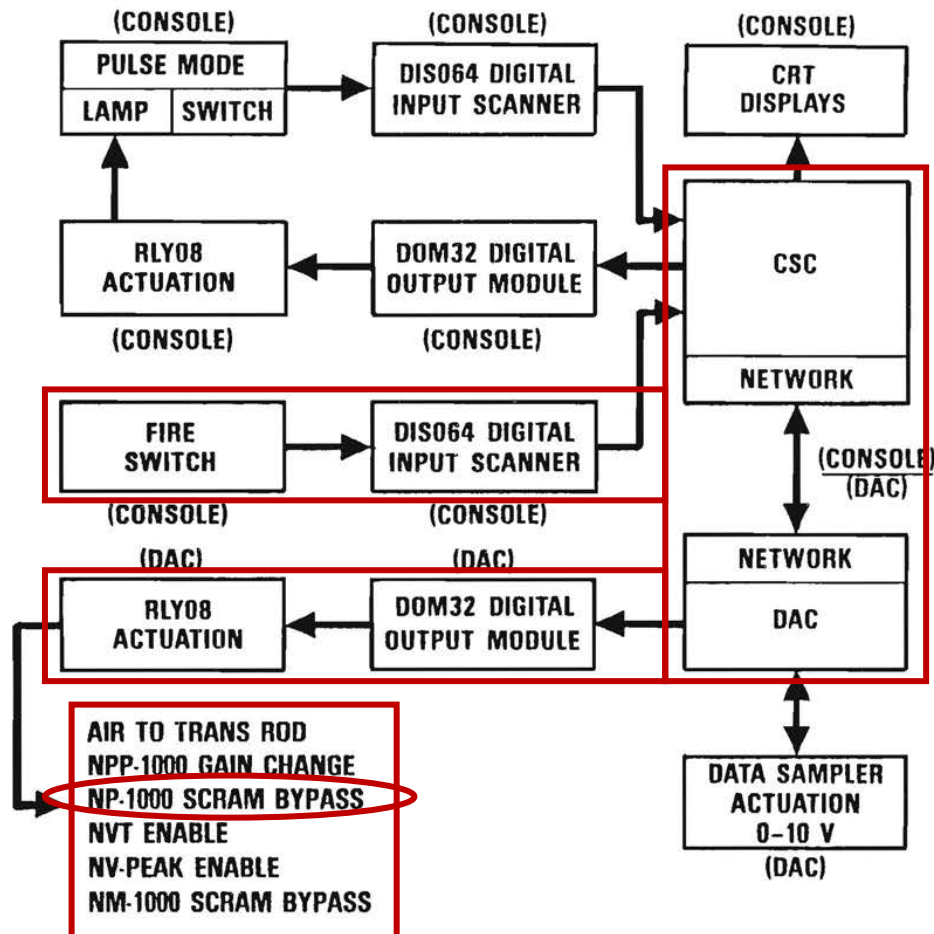 (CONSOLE)
(CONSOLE)
(CONSOLE)
PULSE MODE
LAMP
SWITCH
DIS064 DIGITAL
INPUT SCANNER
CRT
DISPLAYS
RLY08
ACTUATION
(CONSOLE)
DOM32 DIGITAL
OUTPUT MODULE
(CONSOLE)
CSC
NETWORK
FIRE
SWITCH
(CONSOLE)
DIS064 DIGITAL
INPUT SCANNER
(CONSOLE)
(CONSOLE)
(DAC)
(DAC)
RLY08
ACTUATION
(DAC)
DOM32 DIGITAL
OUTPUT MODULE
NETWORK
DAC
AIR TO TRANS ROD
NPP-1000 GAIN CHANGE
NP-1000 SCRAM BYPASS
NVT ENABLE
NV-PEAK ENABLE
NM-1000 SCRAM BYPASS
DATA SAMPLER
ACTUATION
0-10 V
(DAC)